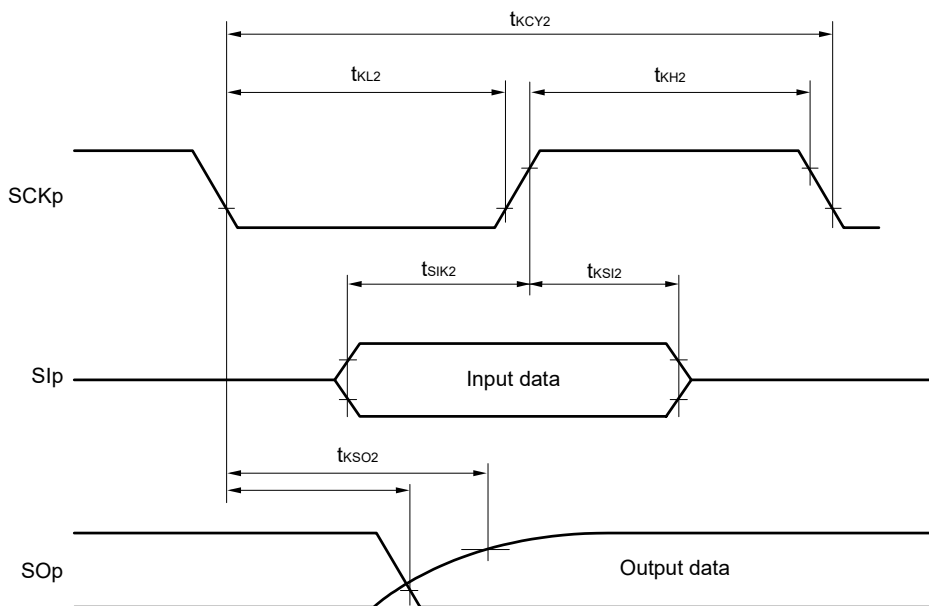 tKCY2
tKL2
tKH2
SCKp
tSIK2
tKSI2
SIp
Input data
tKSO2
SOp
Output data